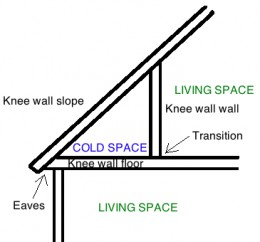 LIVING SPACE
Knee wall slope
Knee wall wall
Transition
COLD SPACE
Knee wall floor
Eaves
LIVING SPACE